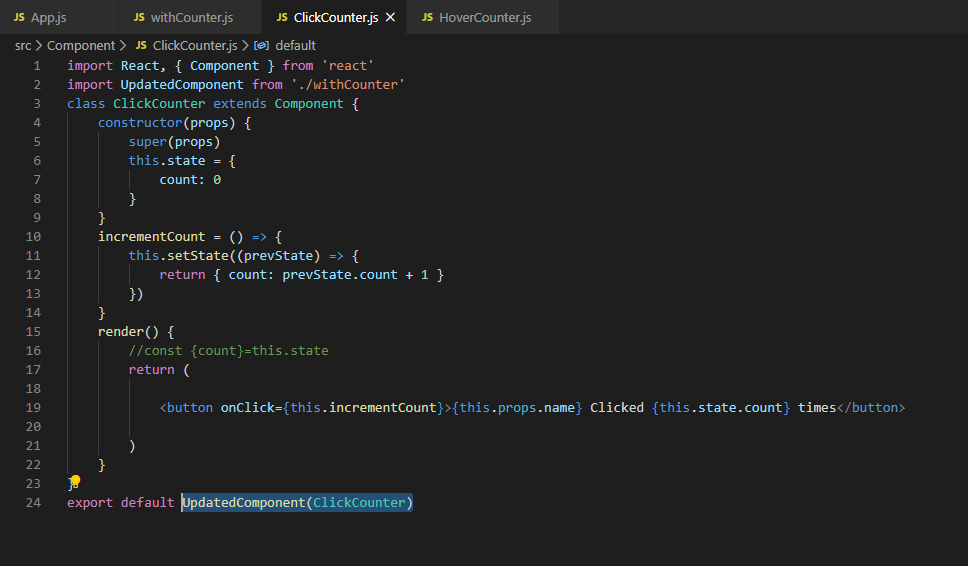 JS App.js JS withCounter.js JS ClickCounter.js × JS HoverCounter.js
src > Component > JS ClickCounter.js > default
1 import React, { Component } from 'react'
2 import UpdatedComponent from './withCounter'
3 class ClickCounter extends Component {
4     constructor(props) {
5         super(props)
6         this.state = {
7             count: 0
8         }
9     }
10     incrementCount = () => {
11         this.setState((prevState) => {
12             return { count: prevState.count + 1 }
13         })
14     }
15     render() {
16         //const {count}=this.state
17         return (
18
19             <button onClick={this.incrementCount}>{this.props.name} Clicked {this.state.count} times</button>
20
21         )
22     }
23 }
24 export default UpdatedComponent(ClickCounter)